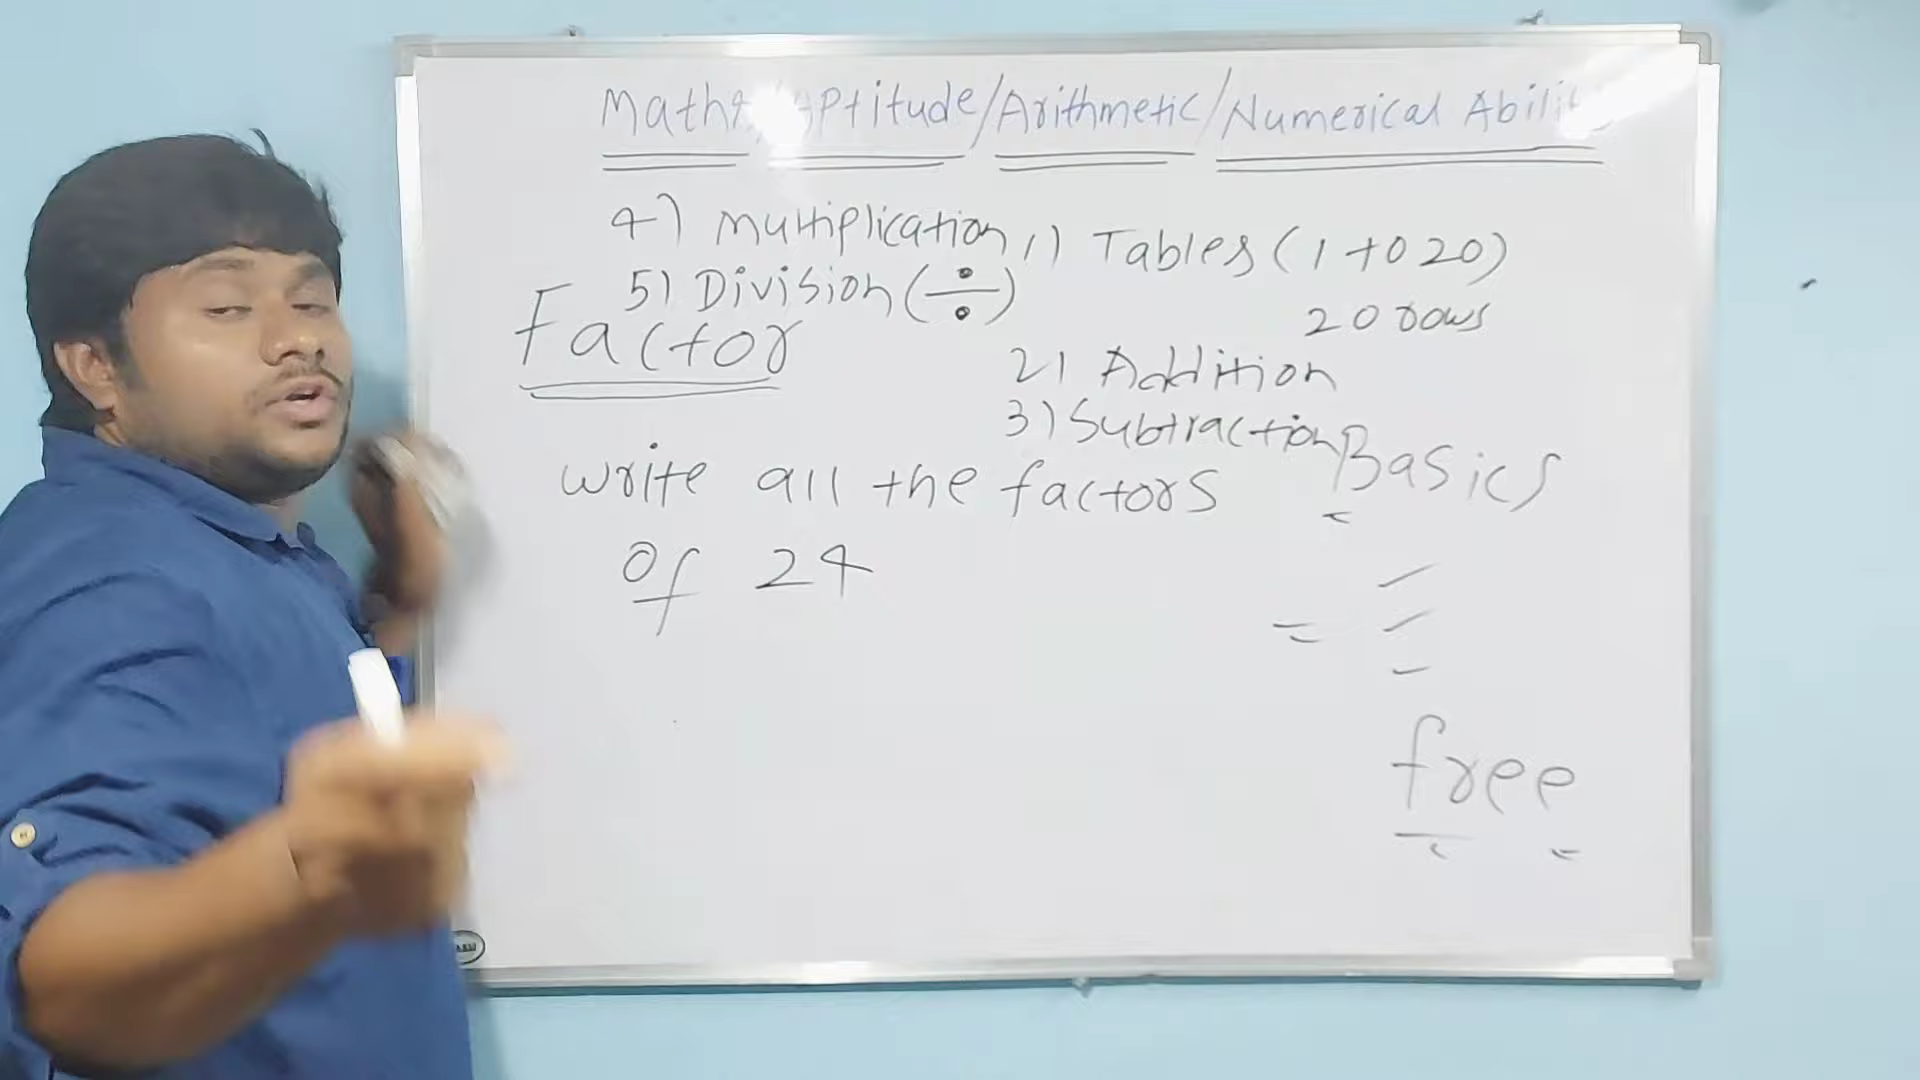 Maths/Aptitude/Arithmetic/Numerical Ability
4) Multiplication
1) Tables (1 to 20)
20 rows
5) Division (÷)
Factor
2) Addition
3) Subtraction
Basics
write all the factors
of 24
free